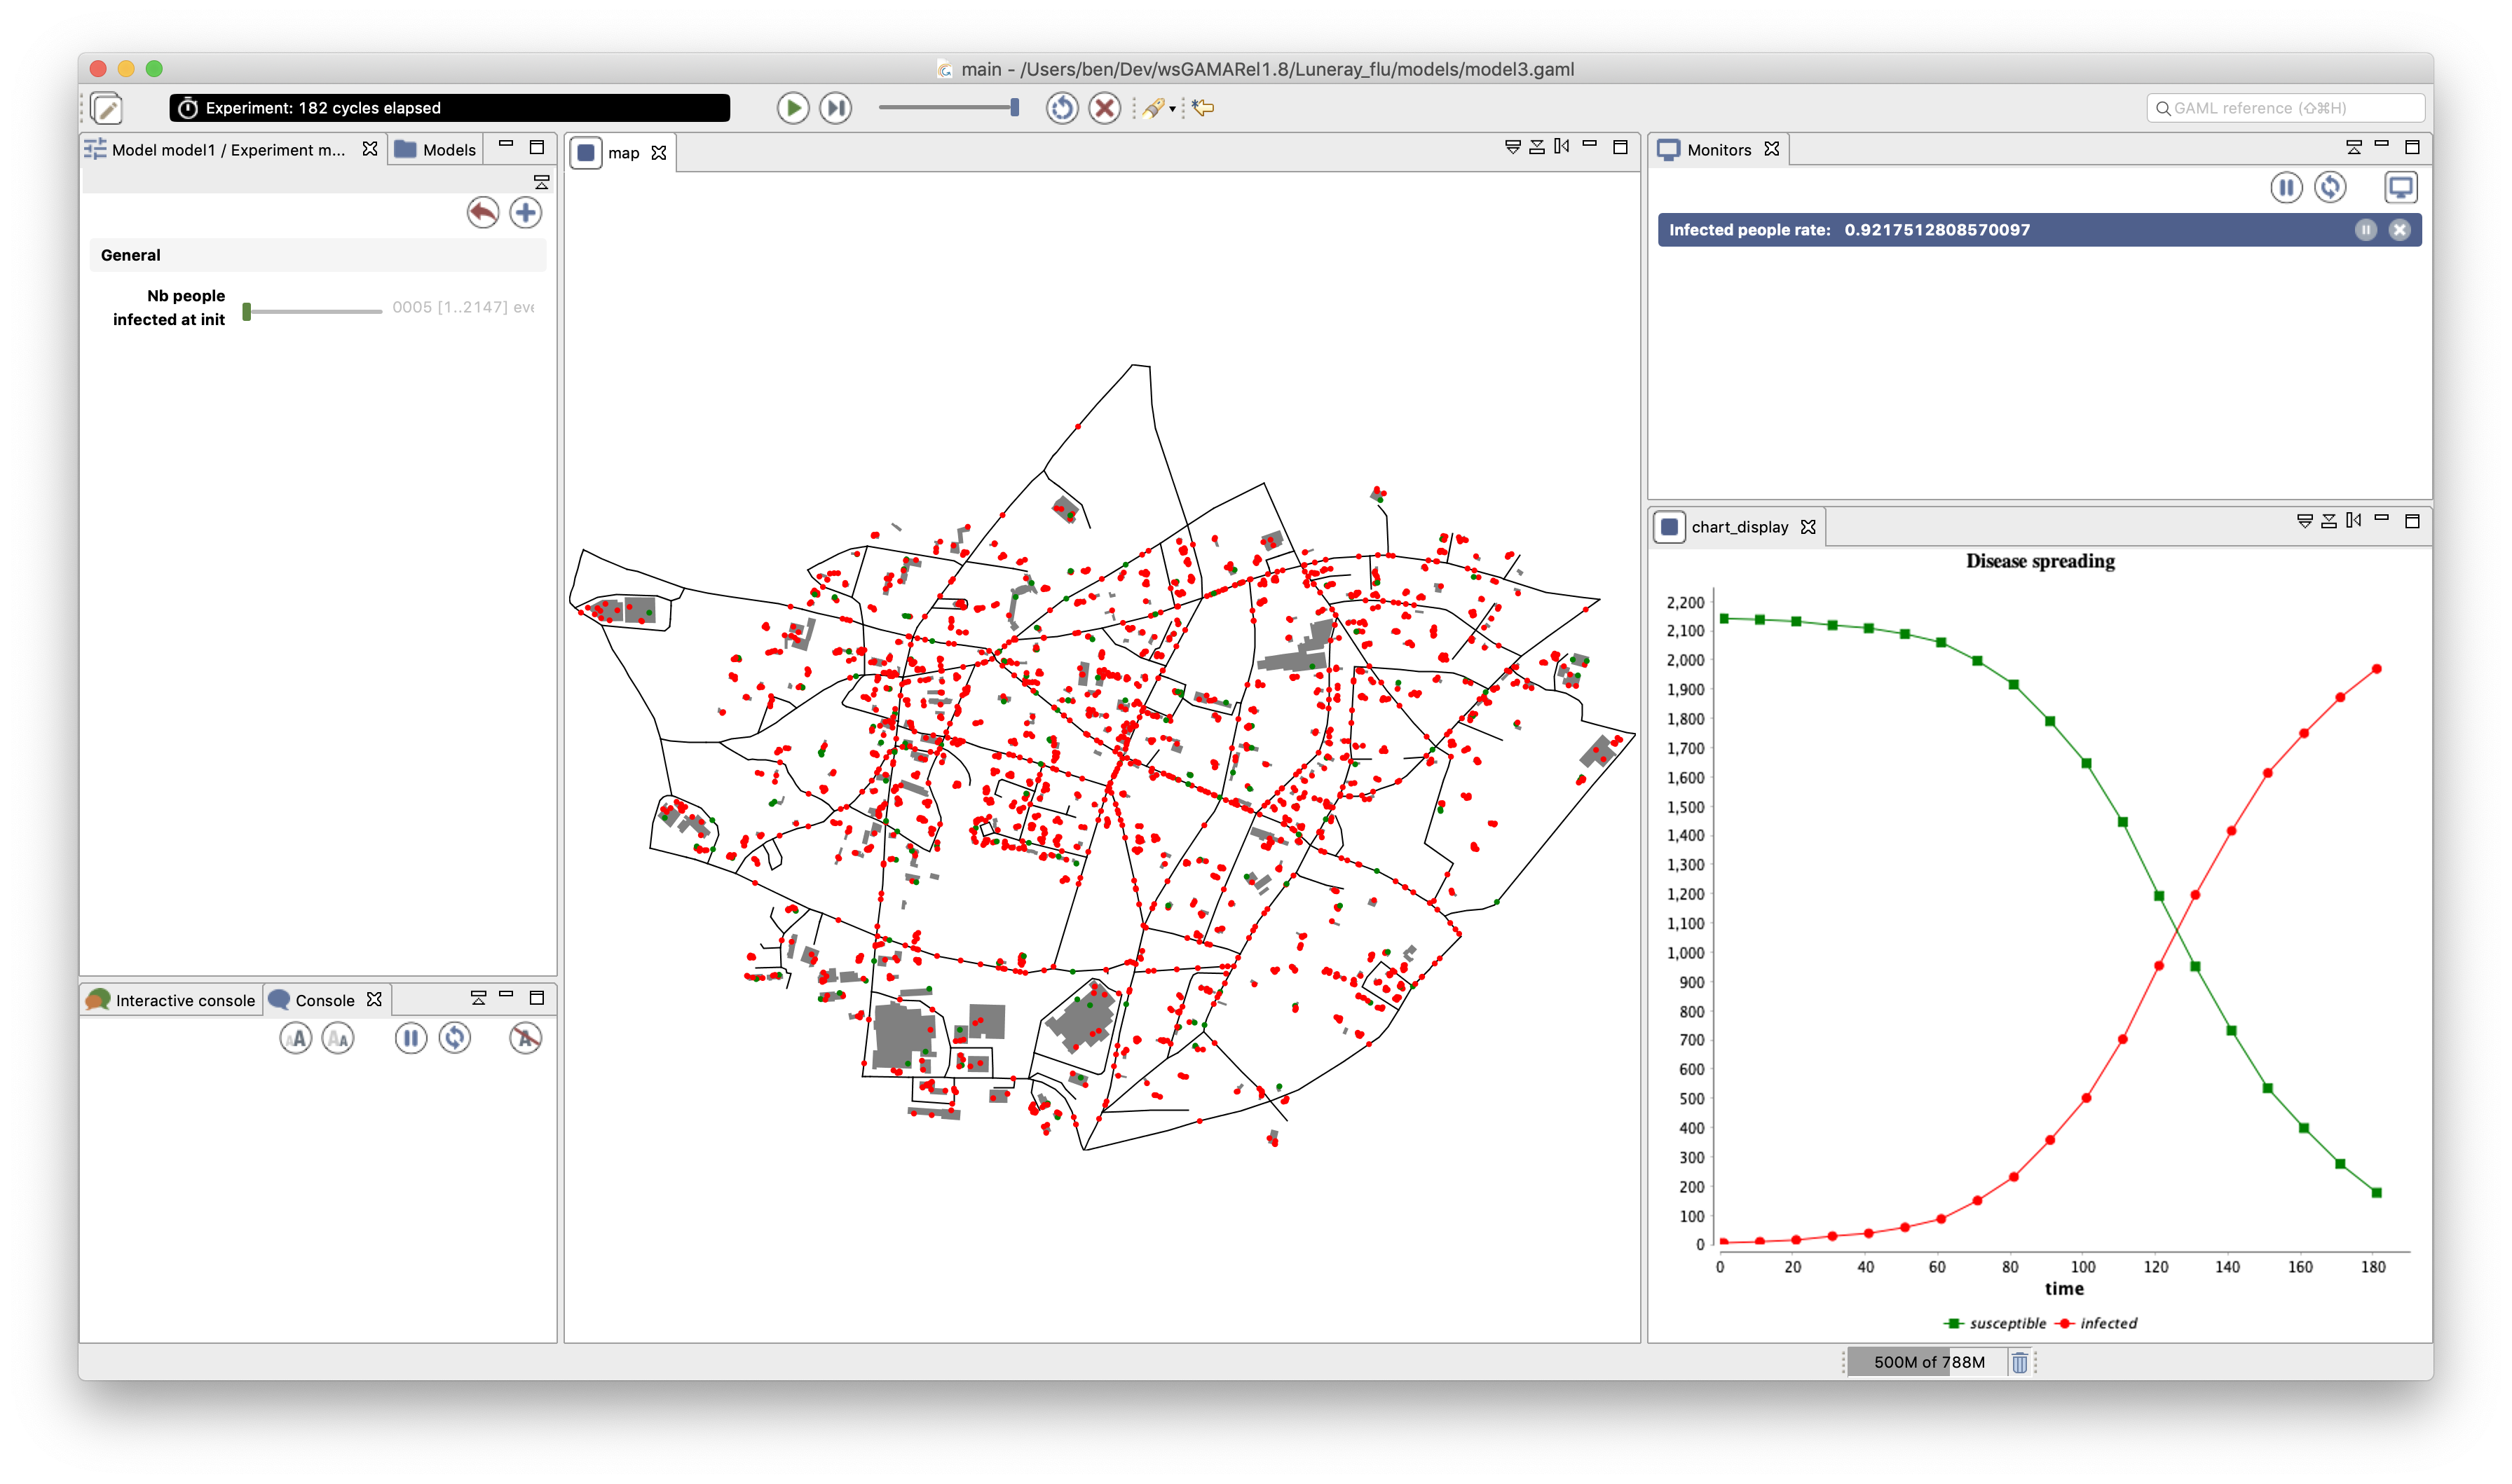 main - /Users/ben/Dev/wsGAMARel1.8/Luneray_flu/models/model3.gaml
Experiment: 182 cycles elapsed
GAML reference (⇧⌘H)
Model model1 / Experiment m...
Models
General
Nb people
infected at init
0005 [1..2147] eve
map
Monitors
Infected people rate: 0.9217512808570097
chart_display
Disease spreading
2,200
2,100
2,000
1,900
1,800
1,700
1,600
1,500
1,400
1,300
1,200
1,100
1,000
900
800
700
600
500
400
300
200
100
0
0 20 40 60 80 100 120 140 160 180
time
susceptible infected
Interactive console
Console
500M of 788M